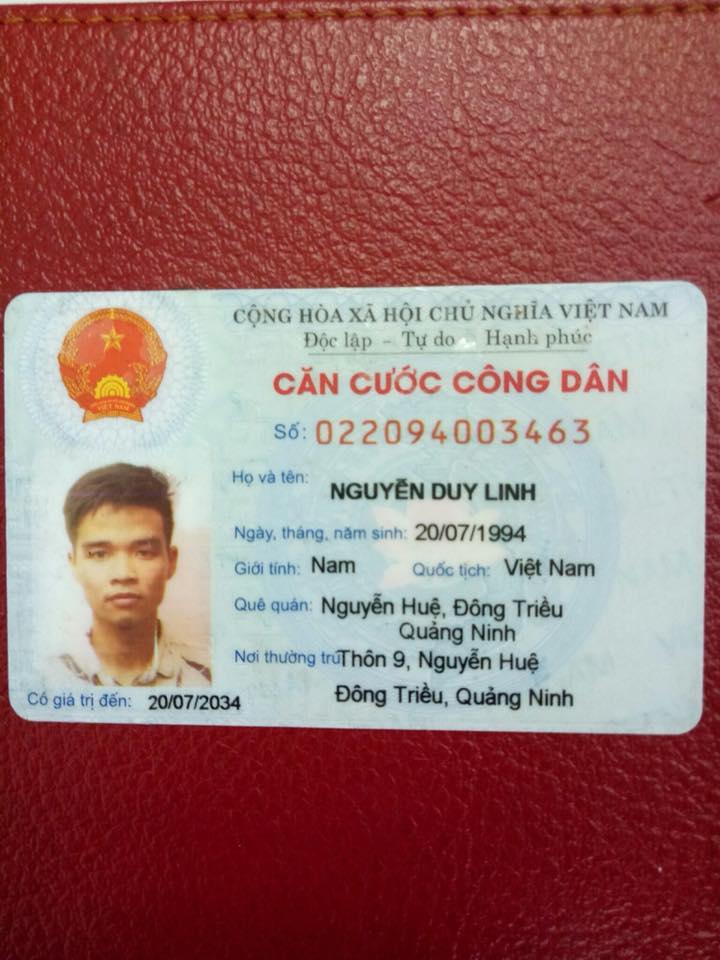 CỘNG HÒA XÃ HỘI CHỦ NGHĨA VIỆT NAM
Độc lập - Tự do - Hạnh phúc
CĂN CƯỚC CÔNG DÂN
Số: 022094003463
Họ và tên: NGUYỄN DUY LINH
Ngày, tháng, năm sinh: 20/07/1994
Giới tính: Nam Quốc tịch: Việt Nam
Quê quán: Nguyễn Huệ, Đông Triều
Quảng Ninh
Nơi thường trú Thôn 9, Nguyễn Huệ
Đông Triều, Quảng Ninh
Có giá trị đến: 20/07/2034
VIỆT NAM